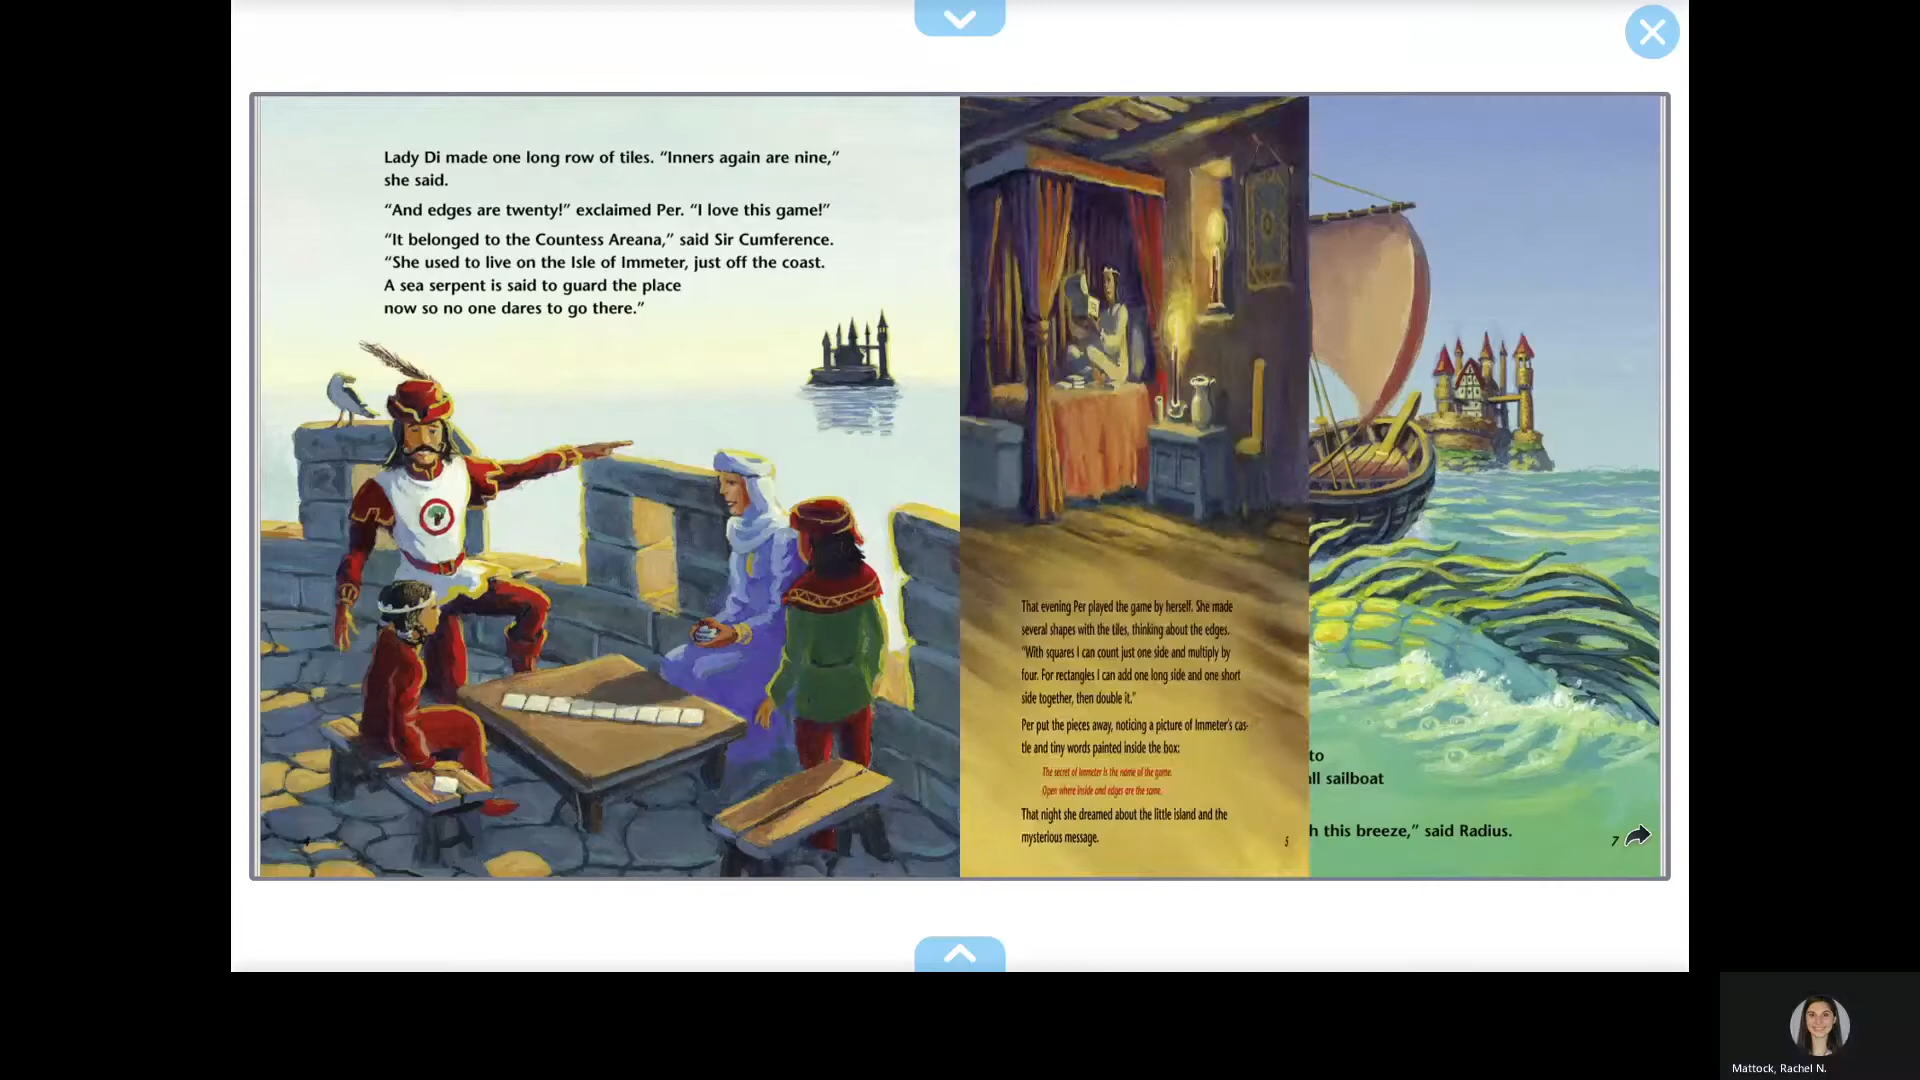 Lady Di made one long row of tiles. “Inners again are nine,”
she said.
“And edges are twenty!” exclaimed Per. “I love this game!”
“It belonged to the Countess Areana,” said Sir Cumference.
“She used to live on the Isle of Immeter, just off the coast.
A sea serpent is said to guard the place
now so no one dares to go there.”
4
That evening Per played the game by herself. She made
several shapes with the tiles, thinking about the edges.
“With squares I can count just one side and multiply by
four. For rectangles I can add one long side and one short
side together, then double it.”
Per put the pieces away, noticing a picture of Immeter’s cas-
tle and tiny words painted inside the box:
The secret of Immeter is the name of the game.
Open where inside and edges are the same.
That night she dreamed about the little island and the
mysterious message.
5
to
ll sailboat
h this breeze,” said Radius.
7
Mattock, Rachel N.